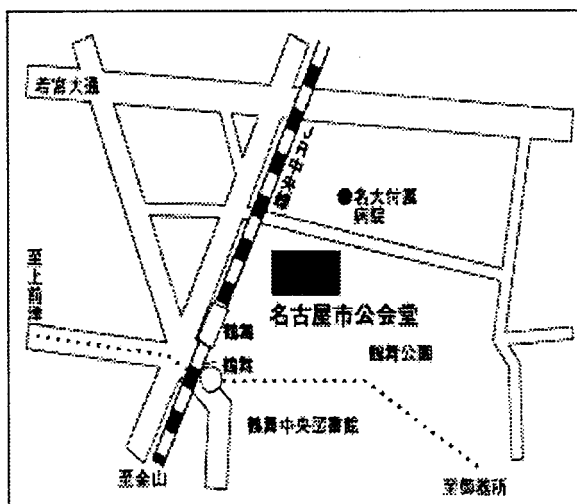 若宮大通
JR中央線
名大付属
病院
至上前津
名古屋市公会堂
鶴舞
鶴舞公園
鶴舞
鶴舞中央図書館
至金山
至御器所